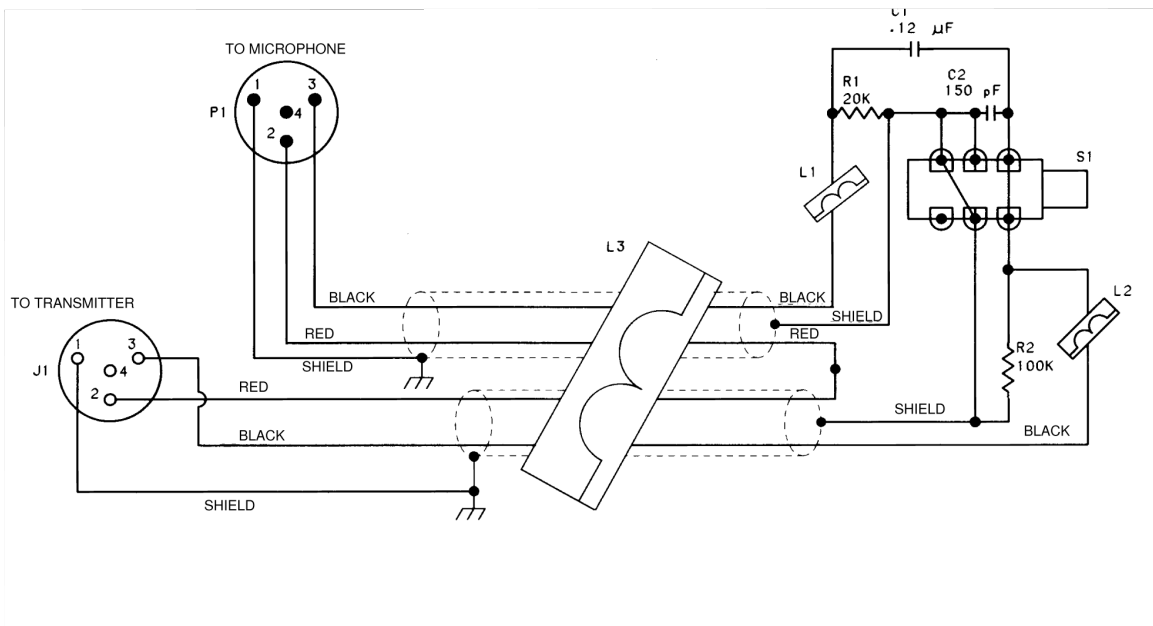 C1
.12 µF
TO MICROPHONE
1
3
P1
4
2
R1
20K
C2
150 pF
S1
L1
L3
TO TRANSMITTER
BLACK
BLACK
L2
SHIELD
RED
RED
1
3
SHIELD
J1
4
R2
100K
2
RED
SHIELD
BLACK
BLACK
SHIELD